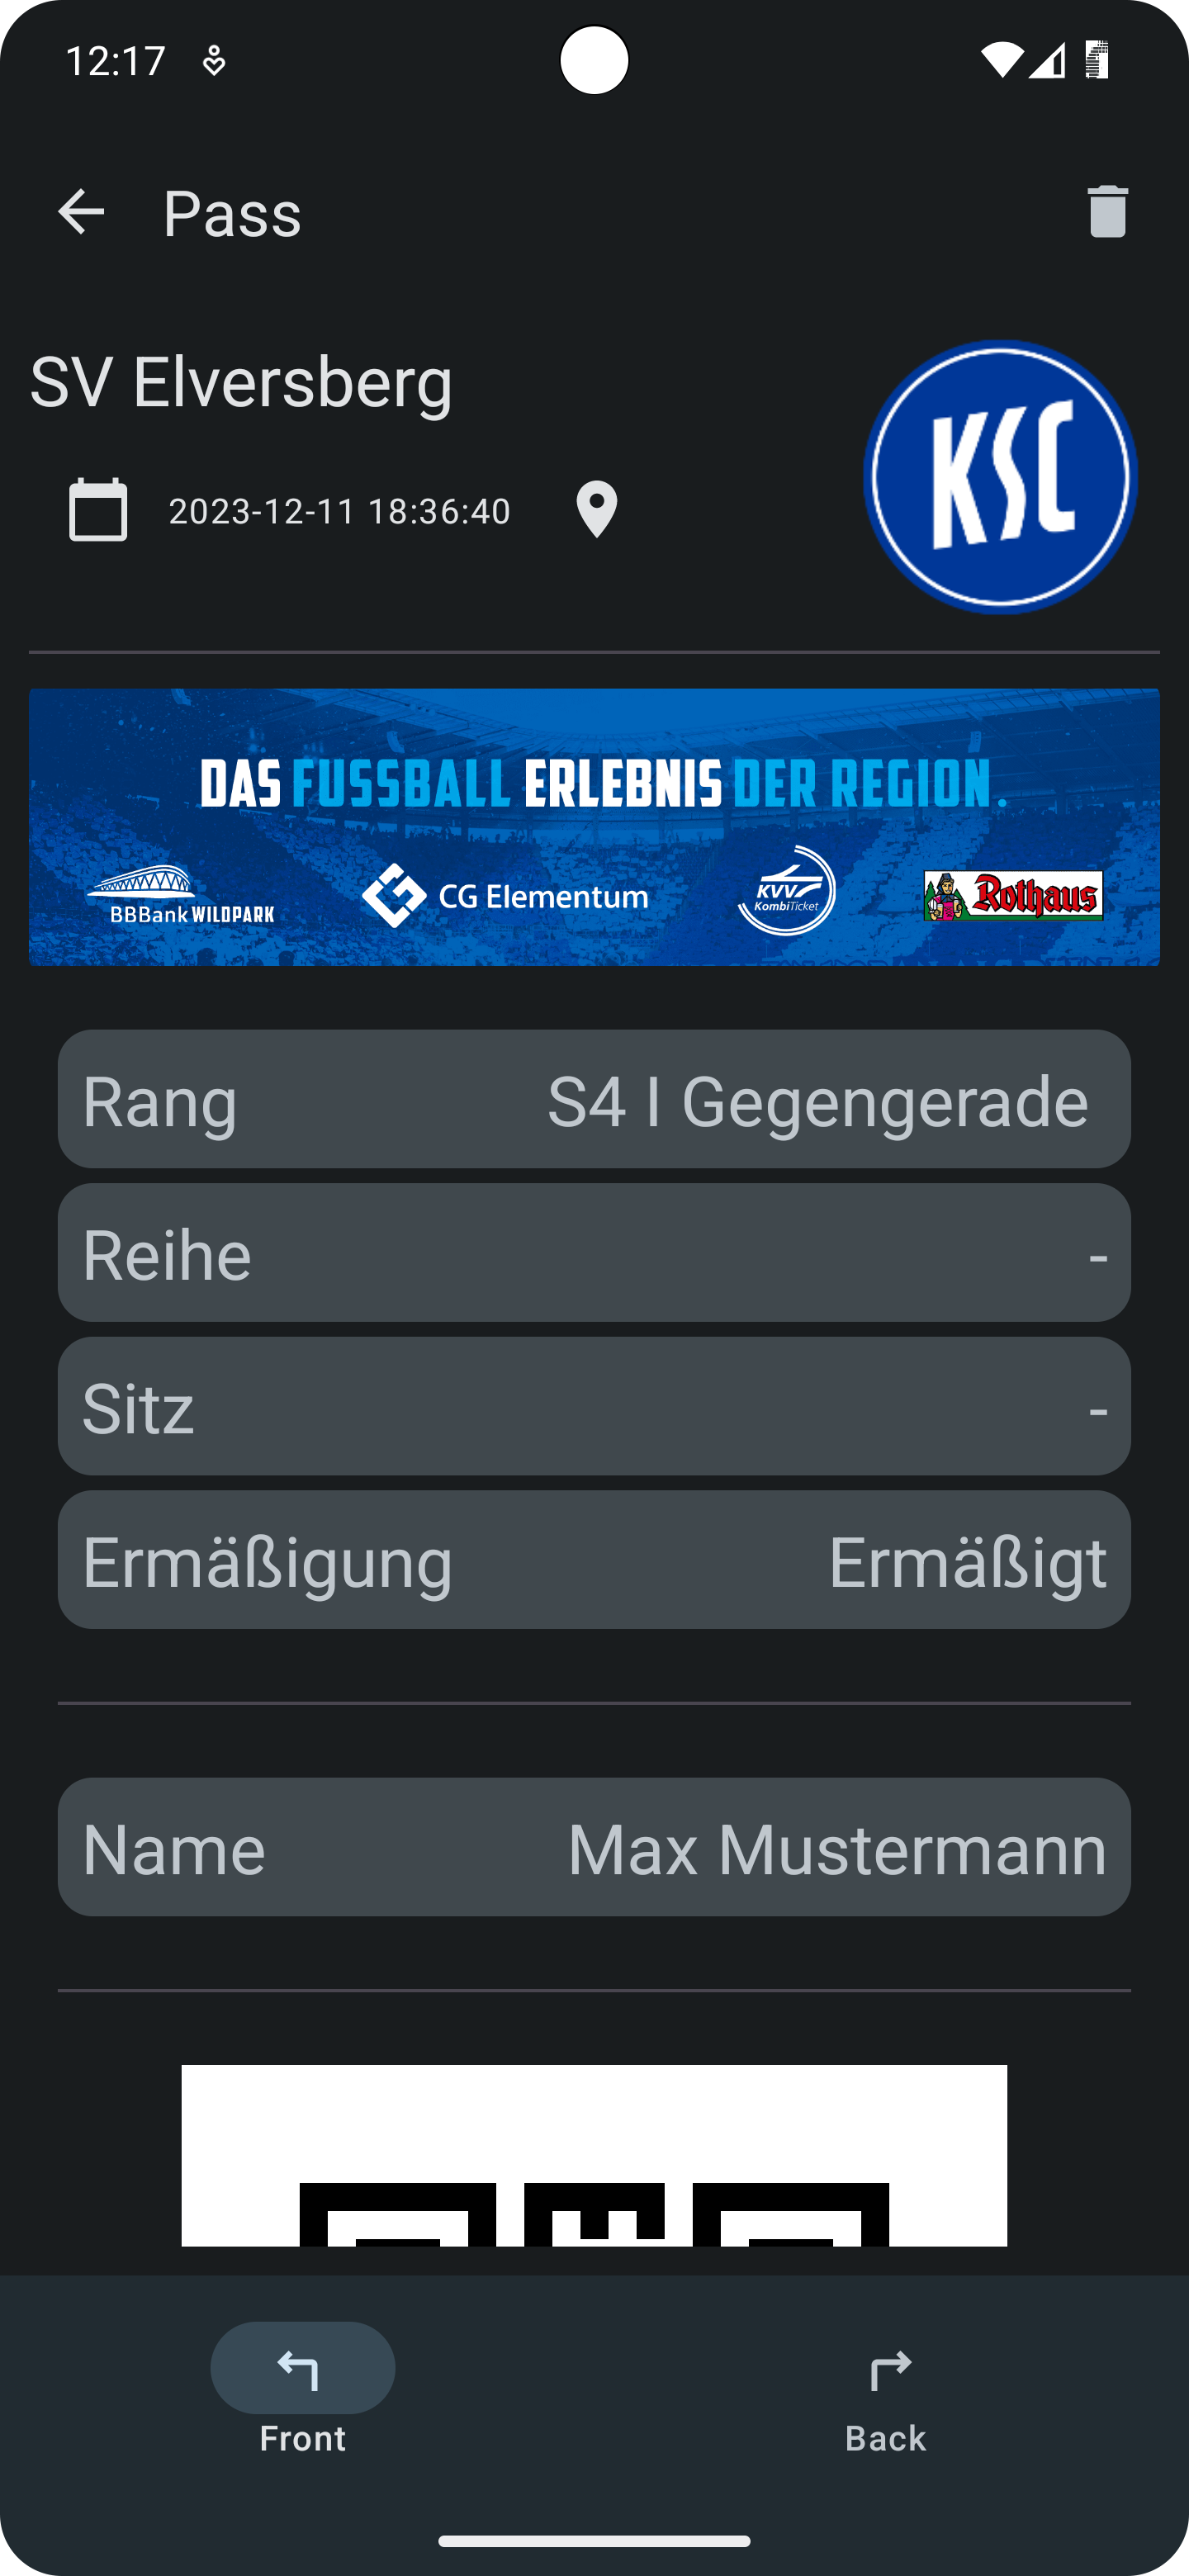 12:17
Pass
SV Elversberg
2023-12-11 18:36:40
KSC
DAS FUSSBALL ERLEBNIS DER REGION.
BBBank WILDPARK
CG Elementum
KVV
KombiTicket
Rothaus
Rang S4 I Gegengerade
Reihe -
Sitz -
Ermäßigung Ermäßigt
Name Max Mustermann
Front Back